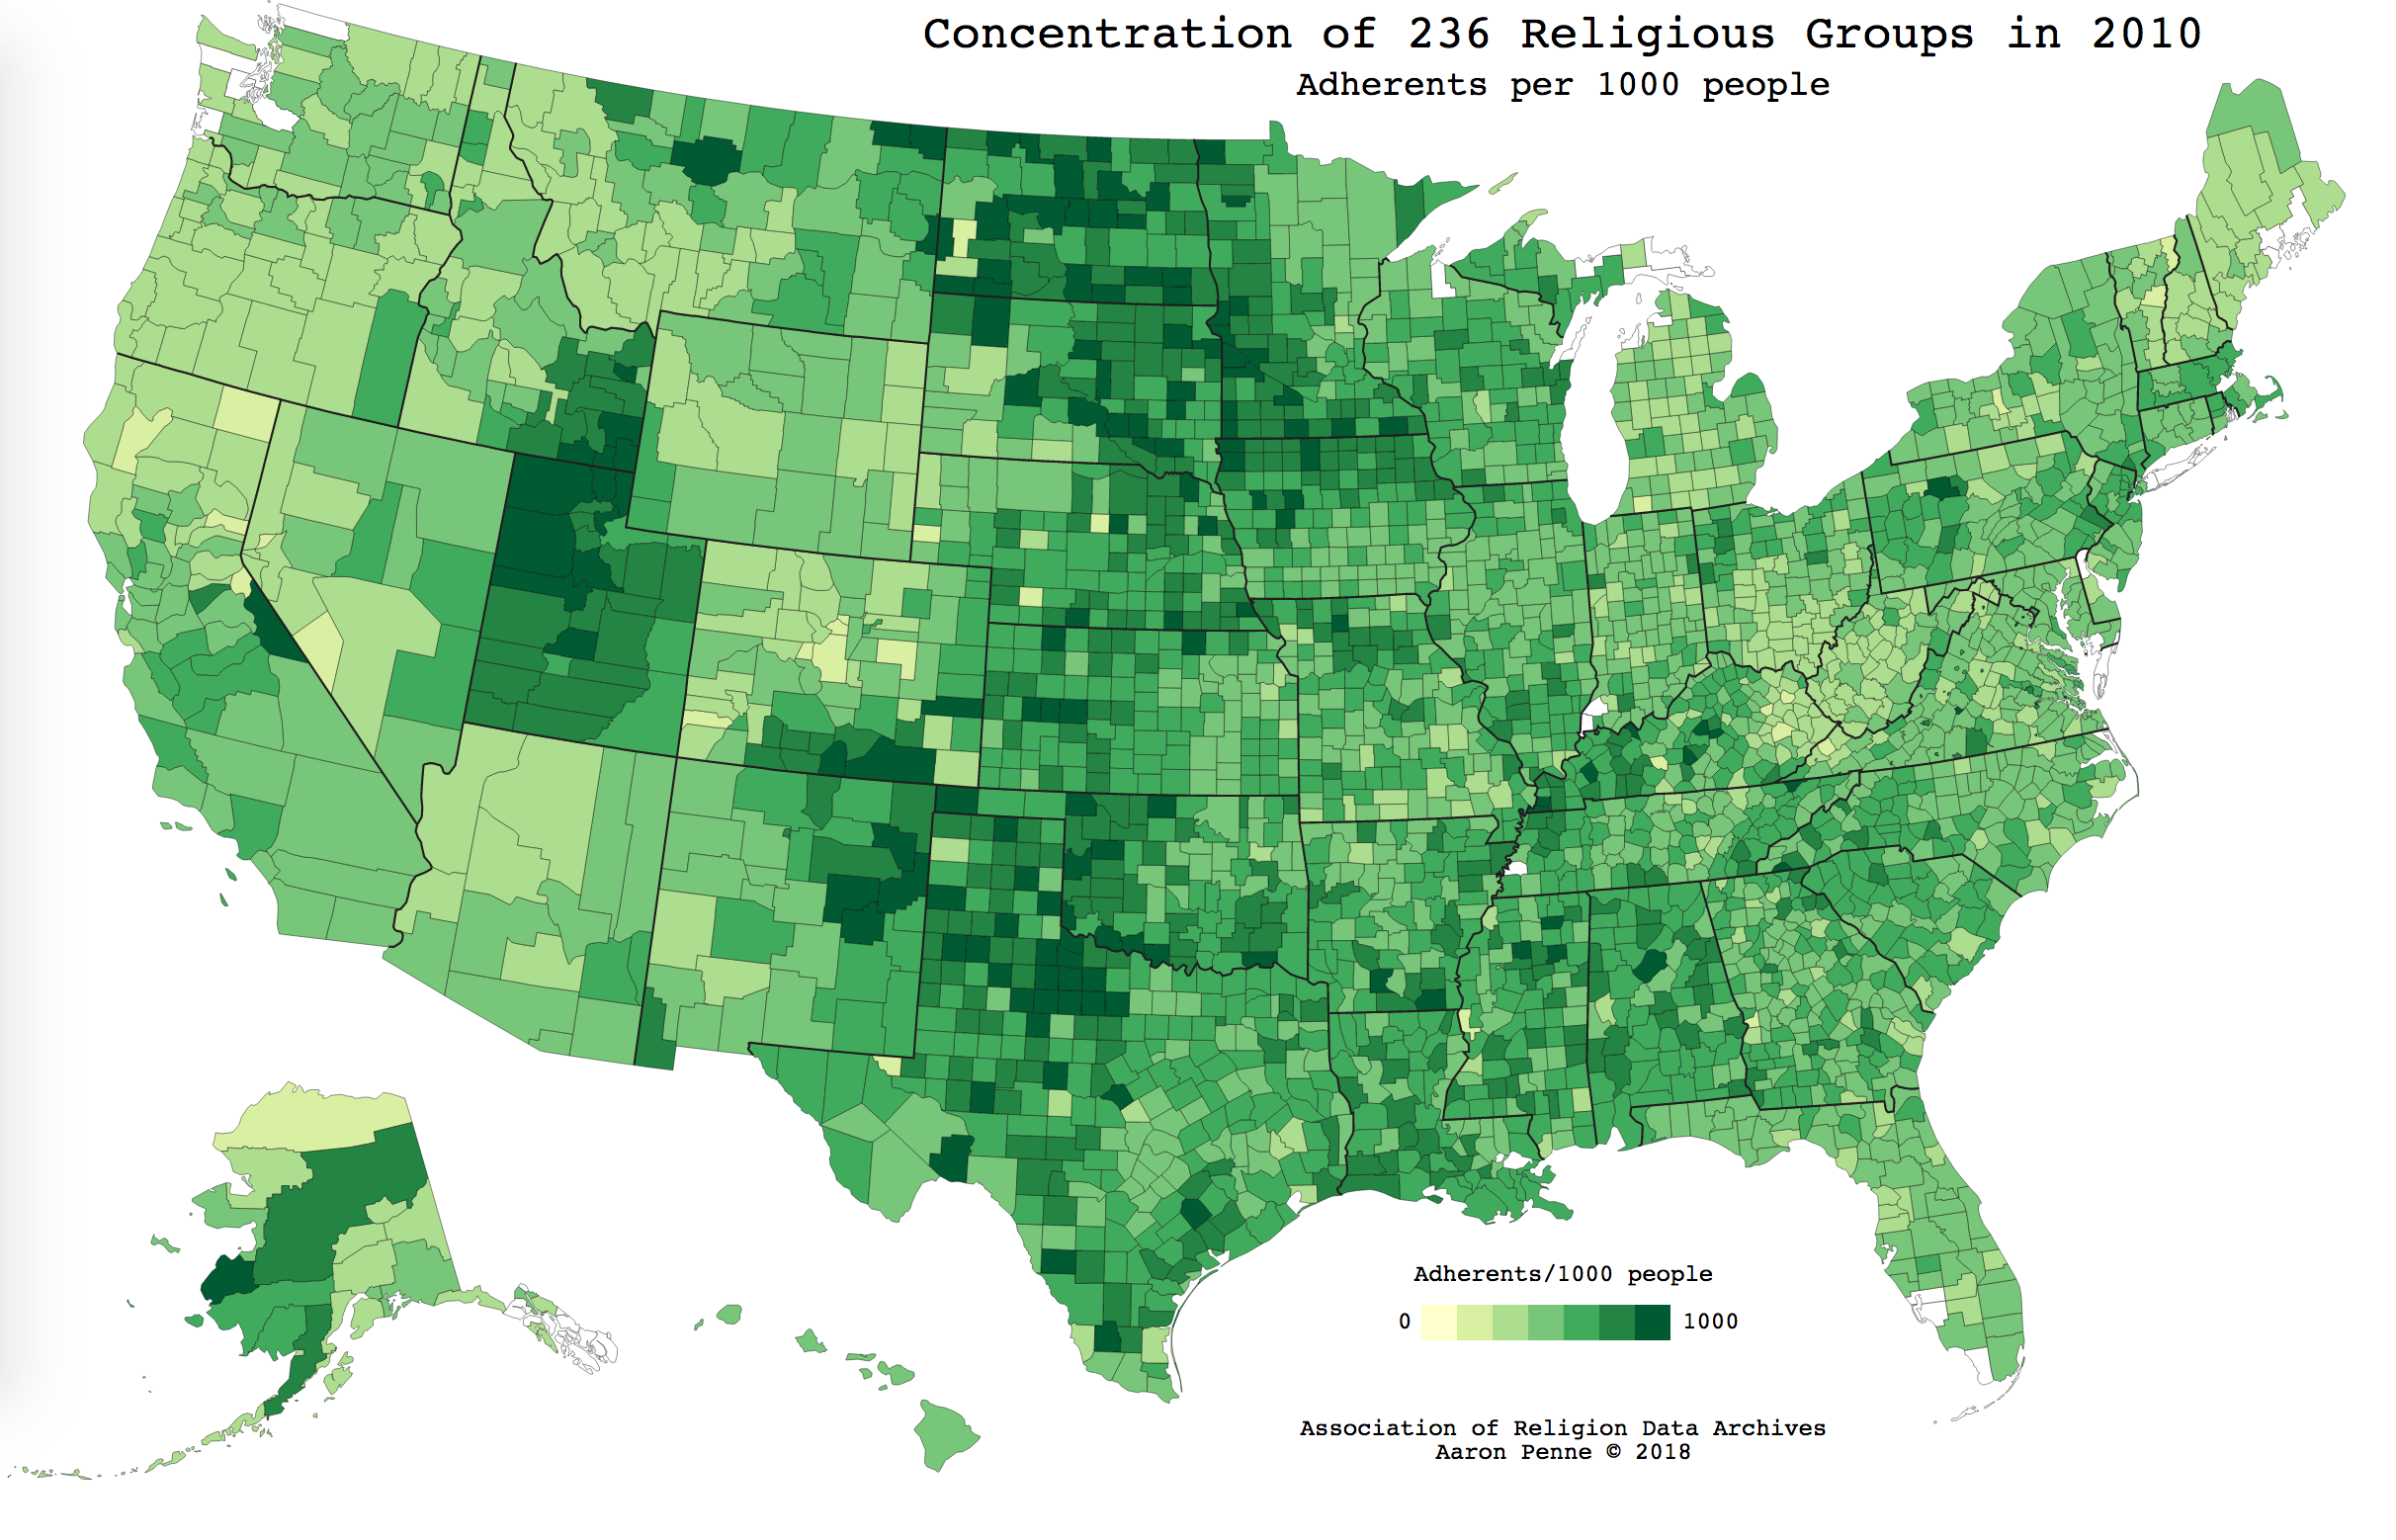 Concentration of 236 Religious Groups in 2010
Adherents per 1000 people
Adherents/1000 people
0 1000
Association of Religion Data Archives
Aaron Penne © 2018